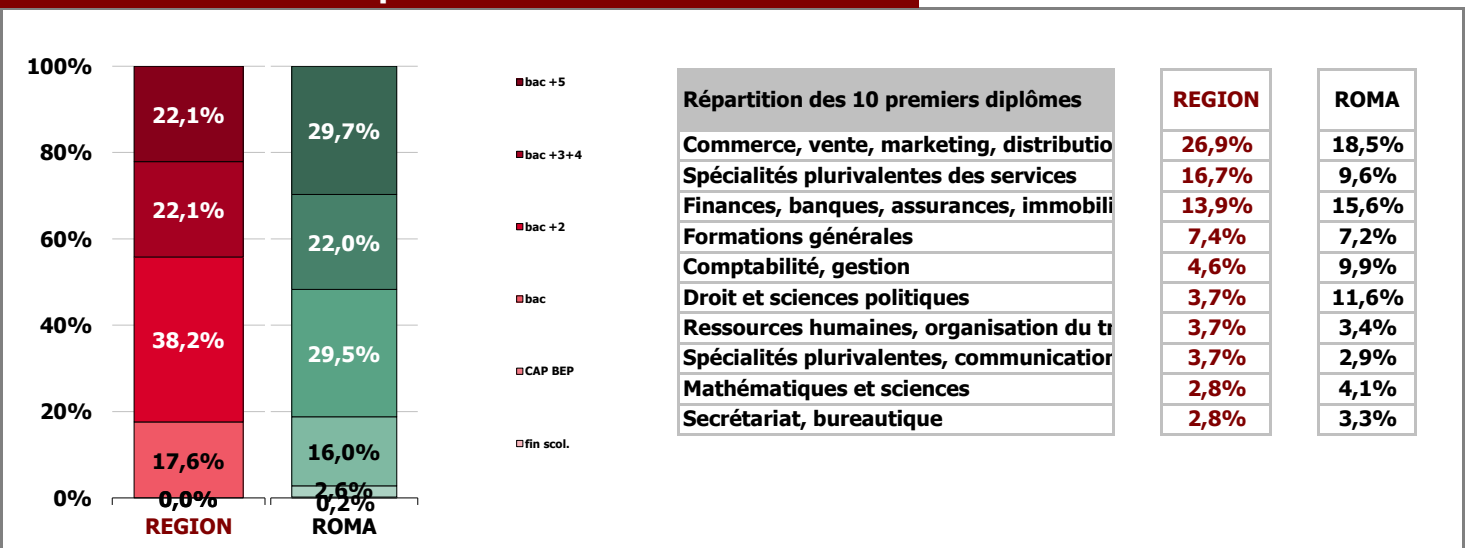 100%
80%
60%
40%
20%
0%
22,1%
22,1%
38,2%
17,6%
0,0%
REGION
29,7%
22,0%
29,5%
16,0%
2,6%
0,2%
ROMA
bac +5
bac +3+4
bac +2
bac
CAP BEP
fin scol.
Répartition des 10 premiers diplômes REGION ROMA
Commerce, vente, marketing, distributio 26,9% 18,5%
Spécialités plurivalentes des services 16,7% 9,6%
Finances, banques, assurances, immobili 13,9% 15,6%
Formations générales 7,4% 7,2%
Comptabilité, gestion 4,6% 9,9%
Droit et sciences politiques 3,7% 11,6%
Ressources humaines, organisation du tr 3,7% 3,4%
Spécialités plurivalentes, communication 3,7% 2,9%
Mathématiques et sciences 2,8% 4,1%
Secrétariat, bureautique 2,8% 3,3%